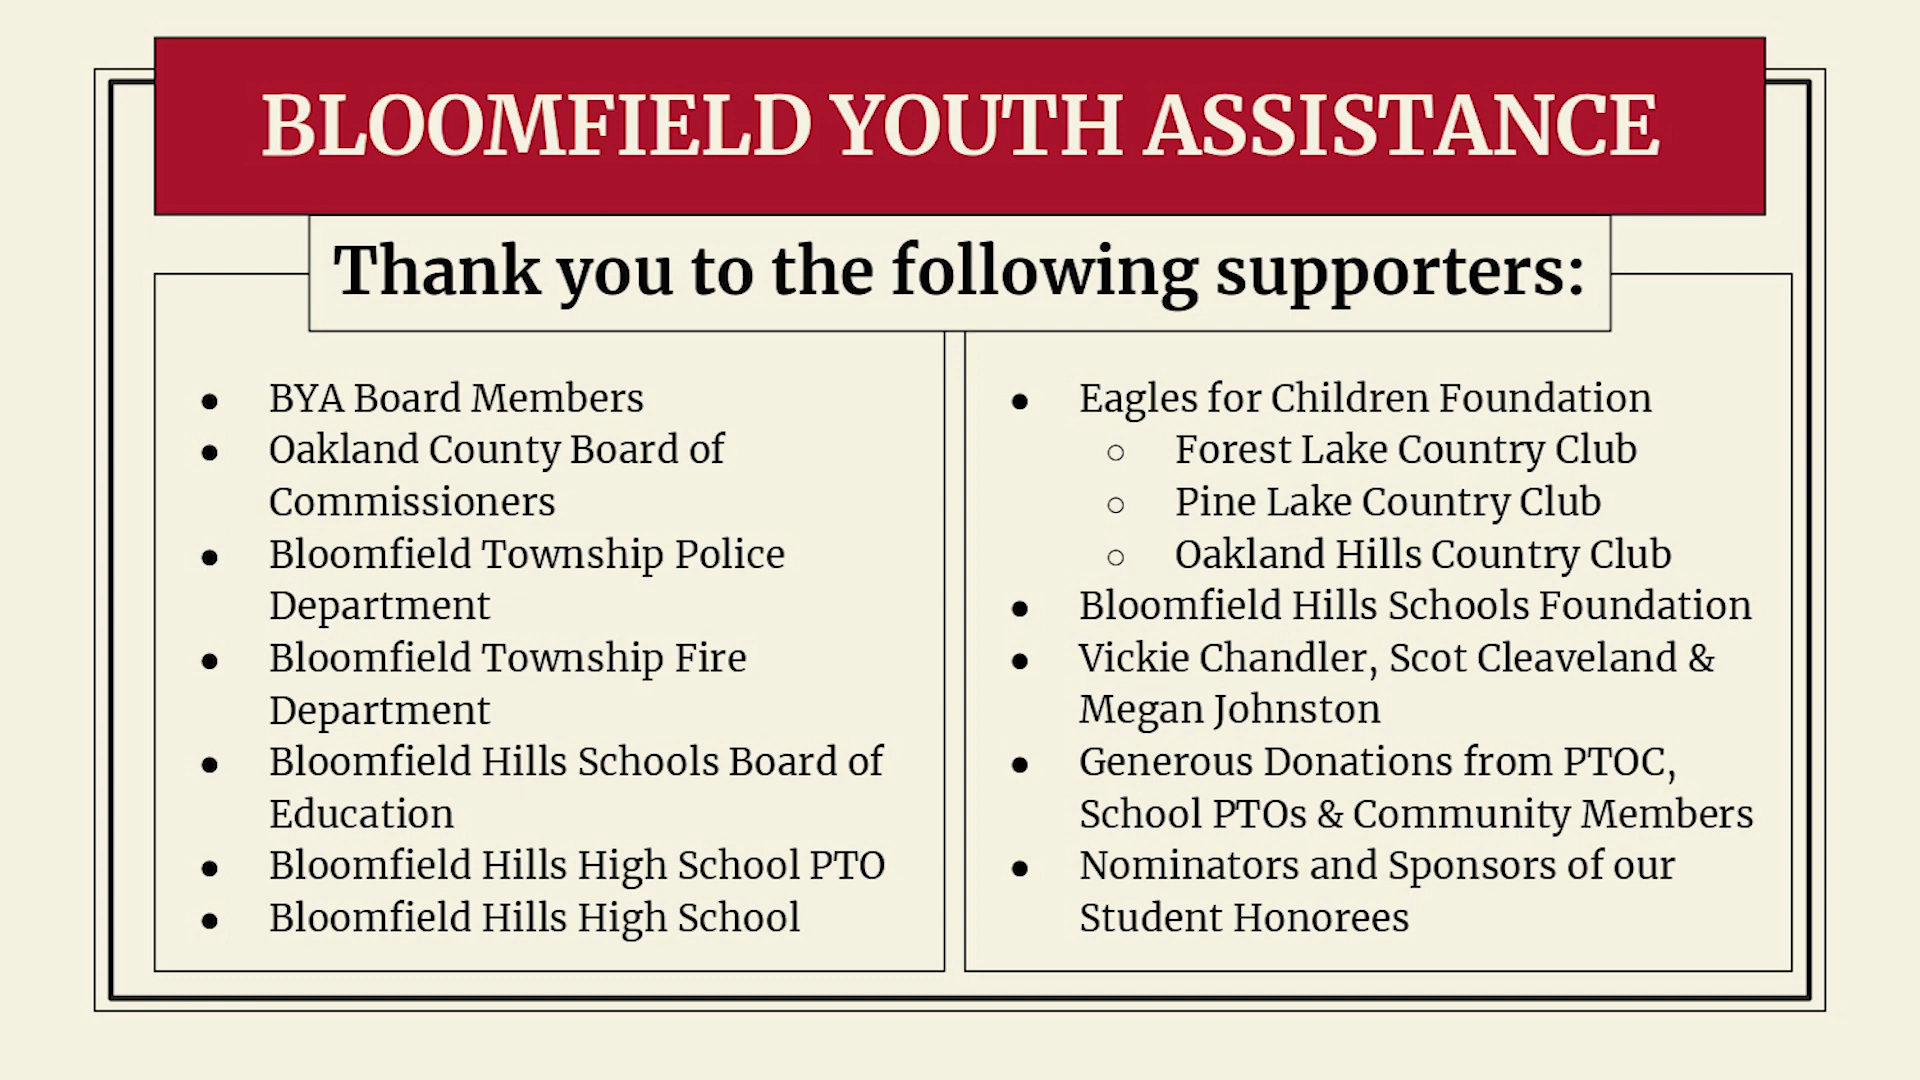 BLOOMFIELD YOUTH ASSISTANCE
Thank you to the following supporters:
● BYA Board Members
● Oakland County Board of
Commissioners
● Bloomfield Township Police
Department
● Bloomfield Township Fire
Department
● Bloomfield Hills Schools Board of
Education
● Bloomfield Hills High School PTO
● Bloomfield Hills High School
● Eagles for Children Foundation
○ Forest Lake Country Club
○ Pine Lake Country Club
○ Oakland Hills Country Club
● Bloomfield Hills Schools Foundation
● Vickie Chandler, Scot Cleaveland &
Megan Johnston
● Generous Donations from PTOC,
School PTOs & Community Members
● Nominators and Sponsors of our
Student Honorees